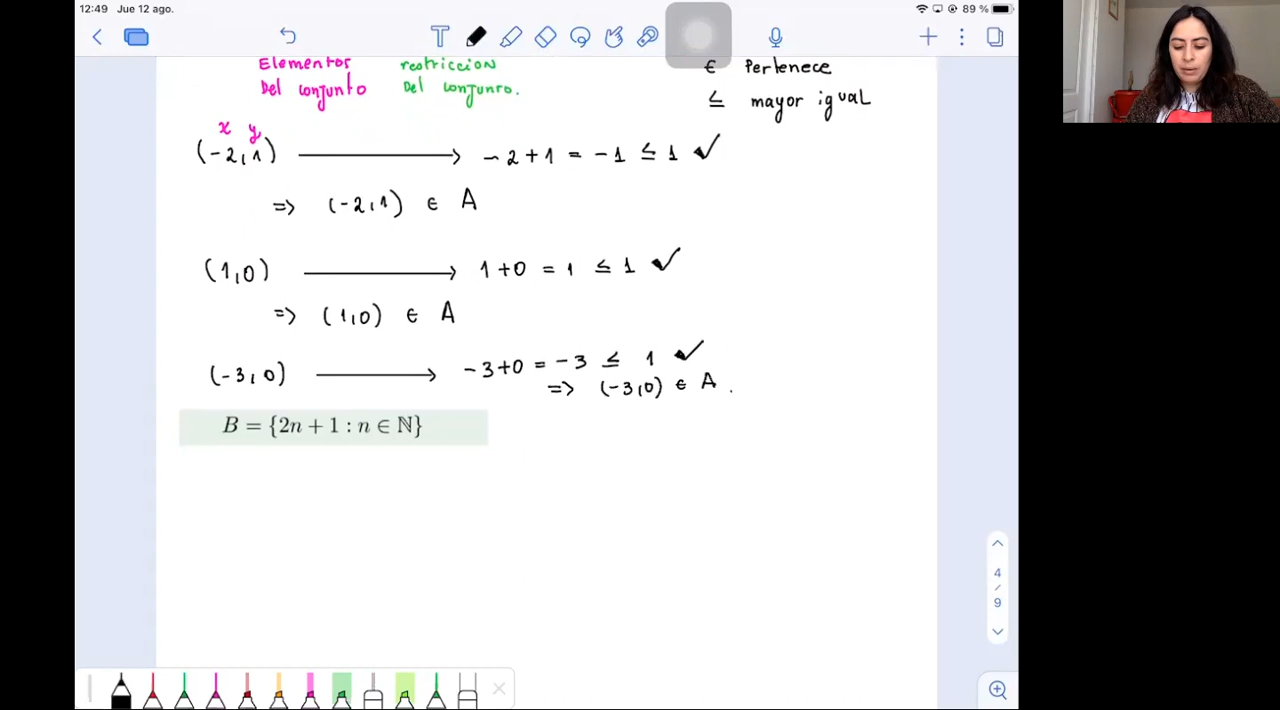 12:49 Jue 12 ago.
89 %
Elementos restriccion
Del conjunto Del conjunto.
∈ Pertenece
≤ mayor igual
x y
(-2,1) ⟶ -2+1 = -1 ≤ 1 ✓
=> (-2,1) ∈ A
(1,0) ⟶ 1+0 = 1 ≤ 1 ✓
=> (1,0) ∈ A
(-3,0) ⟶ -3+0 = -3 ≤ 1 ✓
=> (-3,0) ∈ A.
B = {2n + 1 : n ∈ ℕ}
4
/
9